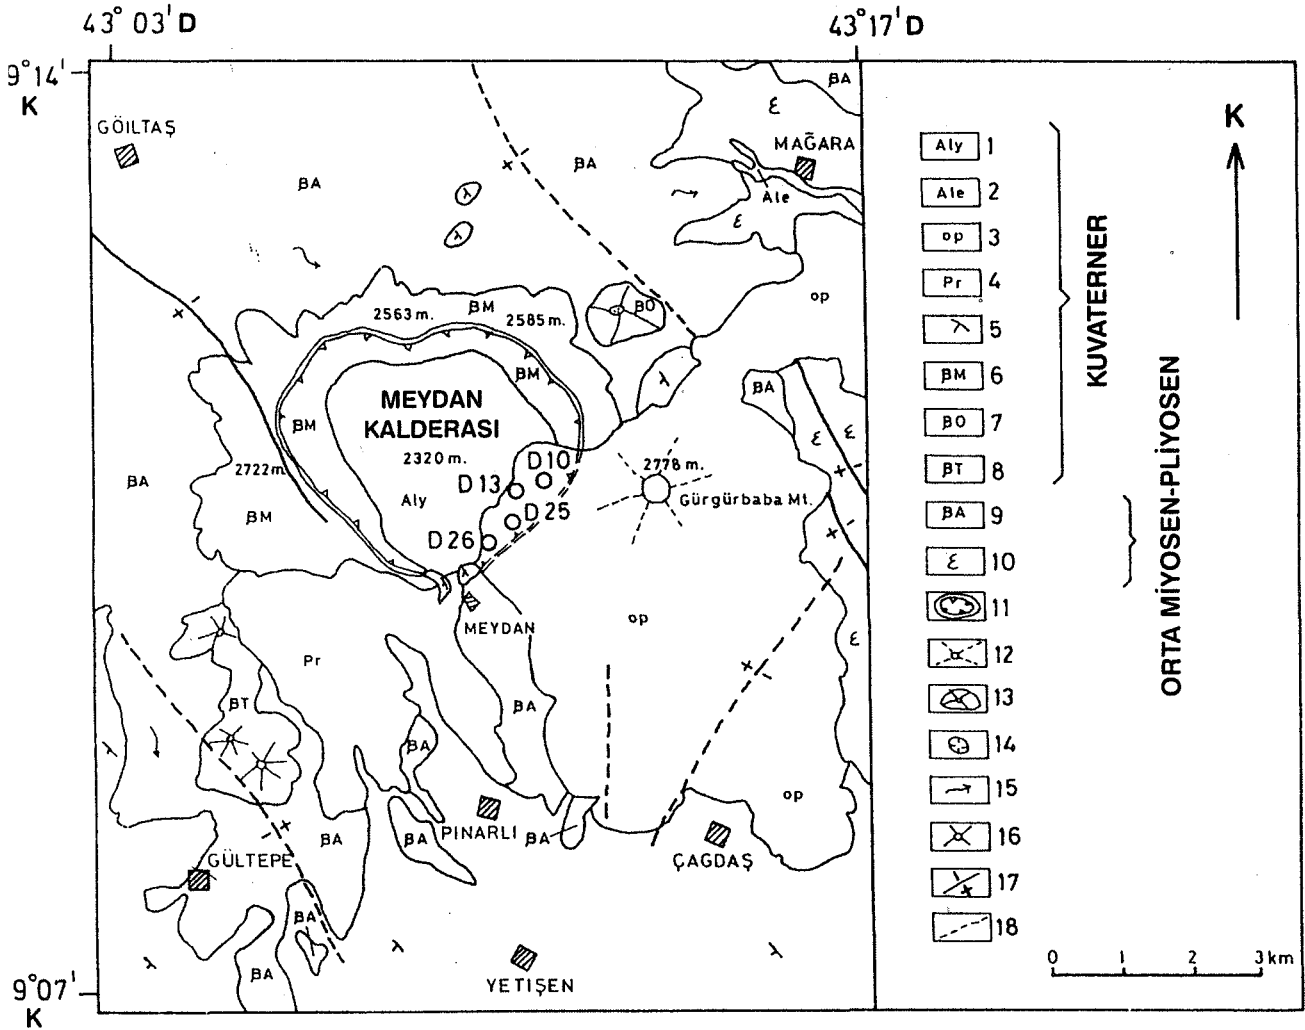 43° 03' D
43° 17' D
9° 14'
K
GÖILTAŞ
BA
BA
BA
ε
MAĞARA
Ale
ε
op
BM
2563 m.
2585 m.
BO
BM
MEYDAN
KALDERASI
2320 m.
Aly
BM
2722 m.
BA
BM
D10
D13
D25
D26
2778 m.
Gürgürbaba Mt.
BA
ε
ε
MEYDAN
op
ε
Pr
BT
BA
BA
op
PINARLI
BA
BA
BA
ÇAGDAŞ
GÜLTEPE
BA
BA
YETIŞEN
9° 07'
K
Aly 1
Ale 2
op 3
Pr 4
5
BM 6
BO 7
BT 8
BA 9
ε 10
11
12
13
14
15
16
17
18
KUVATERNER
ORTA MİYOSEN-PLİYOSEN
K
0 1 2 3 km